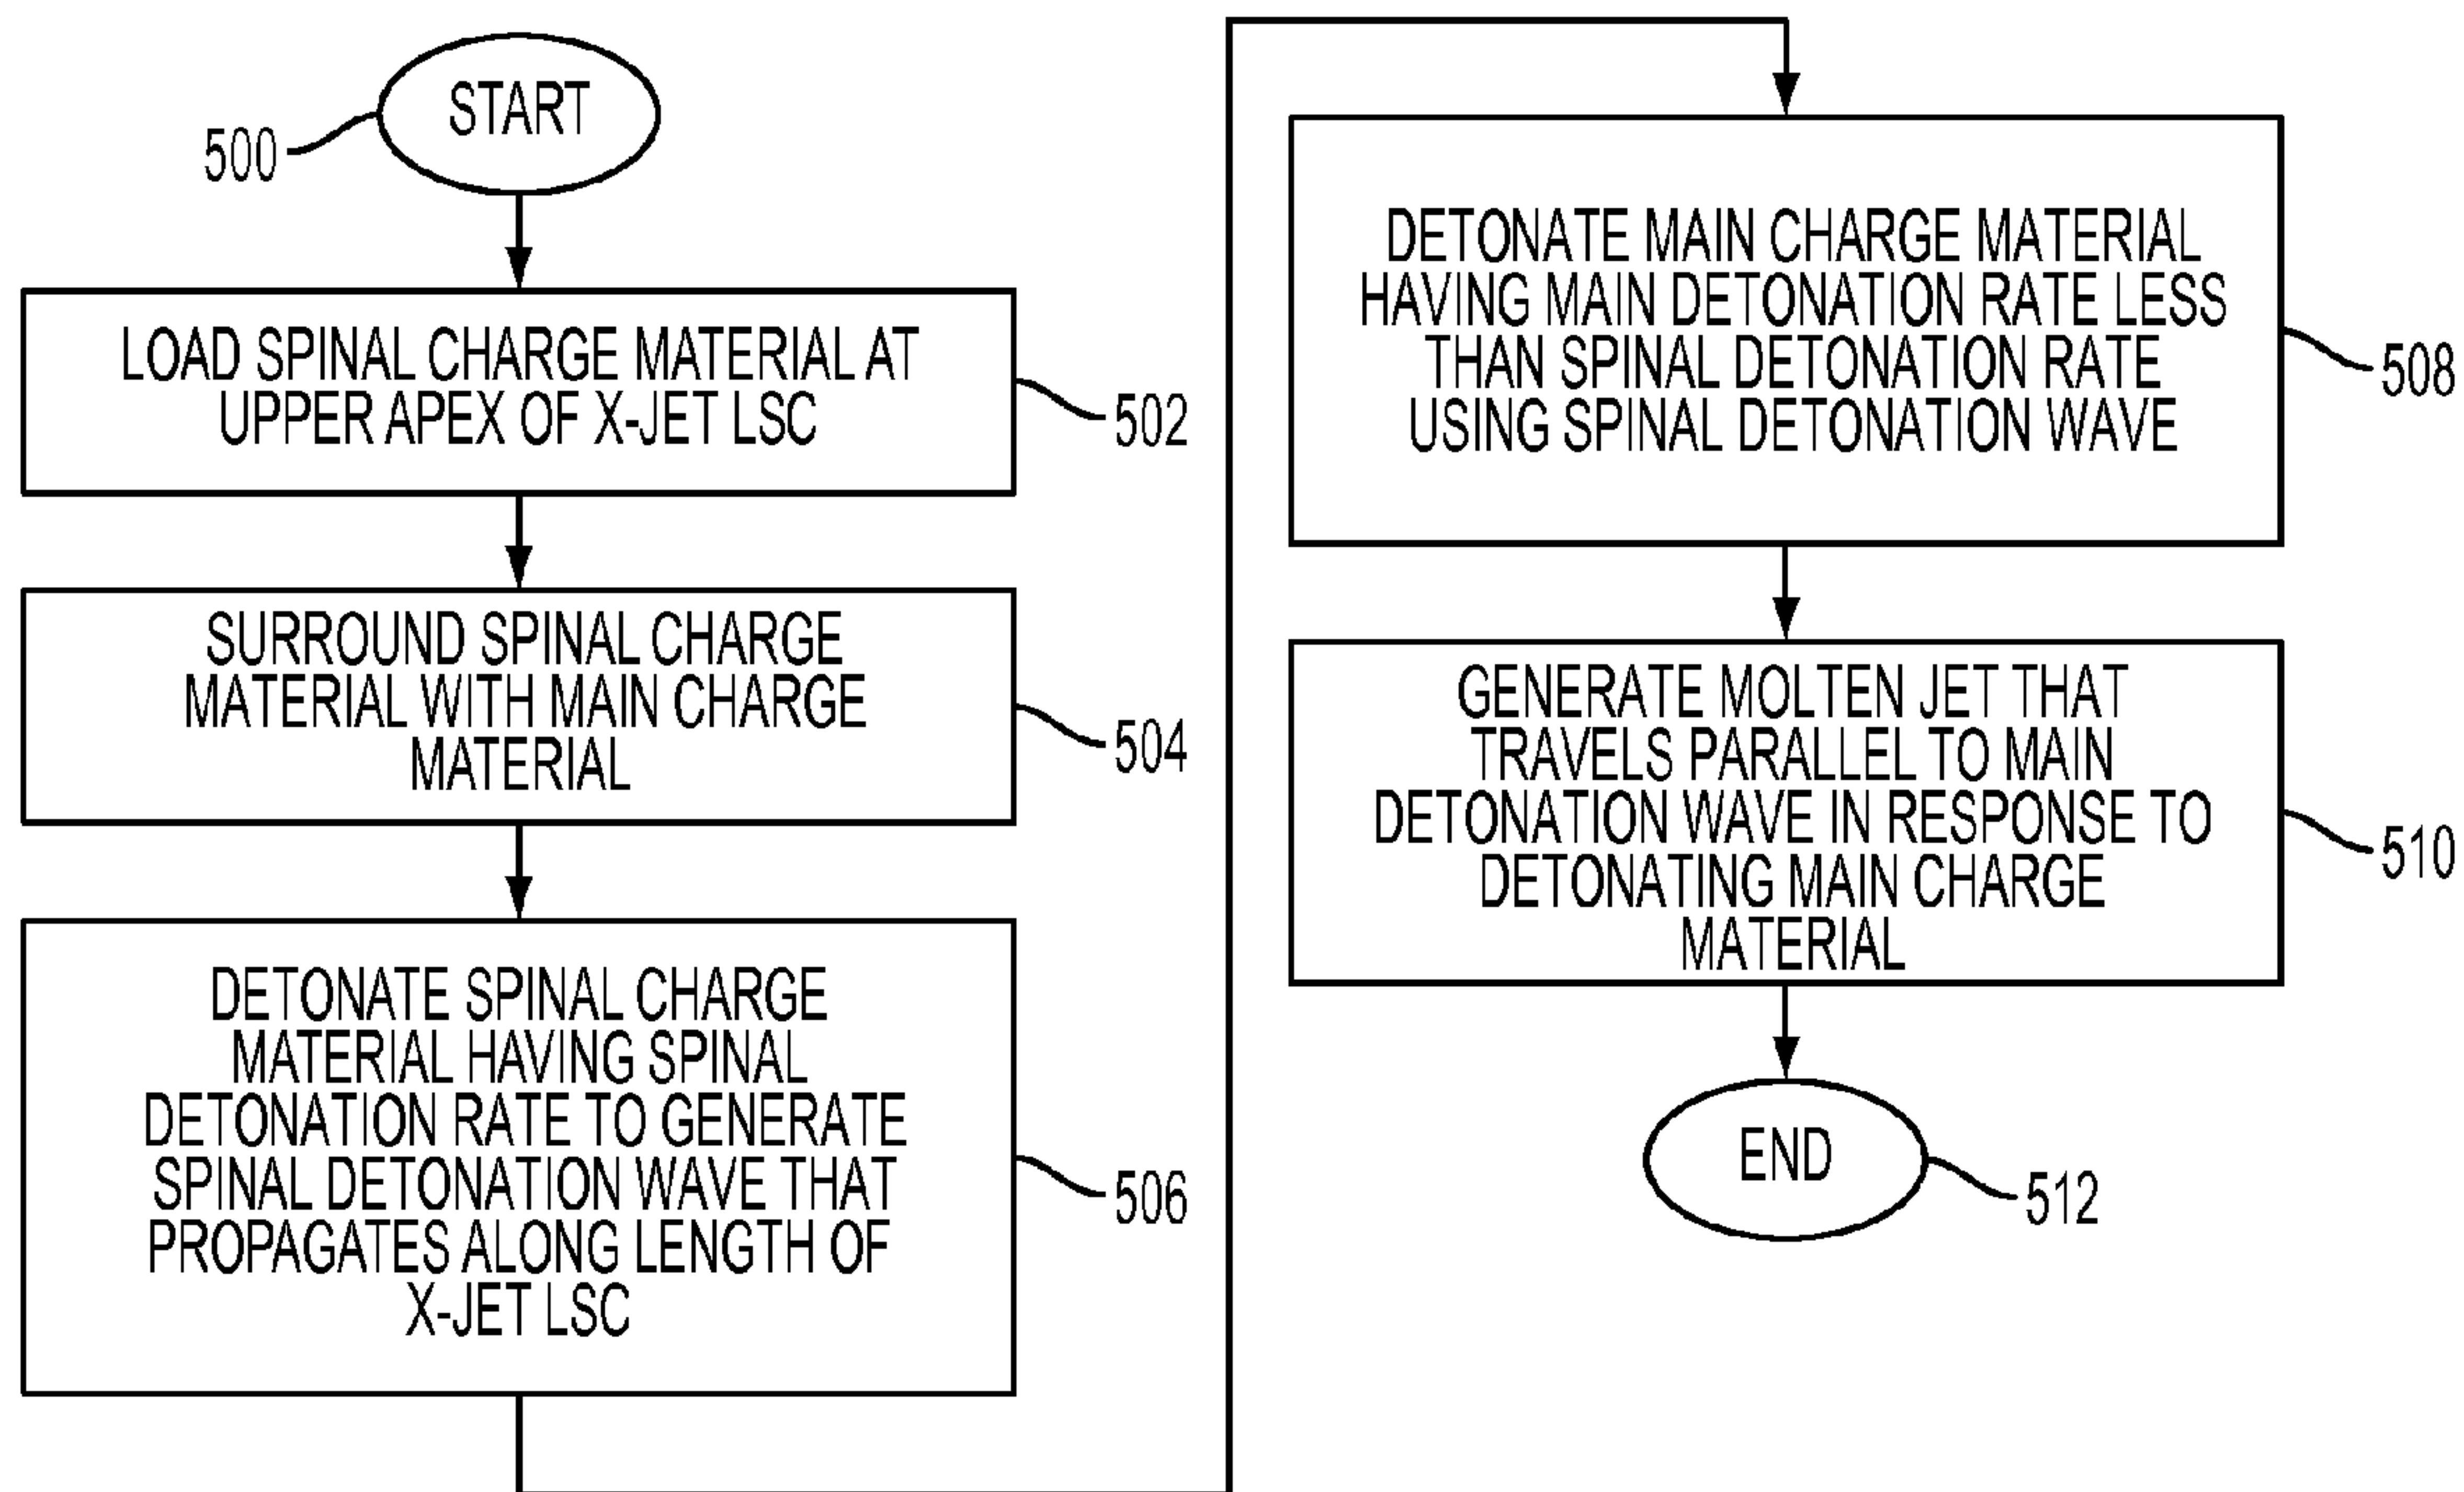 START
500
LOAD SPINAL CHARGE MATERIAL AT
UPPER APEX OF X-JET LSC
502
SURROUND SPINAL CHARGE
MATERIAL WITH MAIN CHARGE
MATERIAL
504
DETONATE SPINAL CHARGE
MATERIAL HAVING SPINAL
DETONATION RATE TO GENERATE
SPINAL DETONATION WAVE THAT
PROPAGATES ALONG LENGTH OF
X-JET LSC
506
DETONATE MAIN CHARGE MATERIAL
HAVING MAIN DETONATION RATE LESS
THAN SPINAL DETONATION RATE
USING SPINAL DETONATION WAVE
508
GENERATE MOLTEN JET THAT
TRAVELS PARALLEL TO MAIN
DETONATION WAVE IN RESPONSE TO
DETONATING MAIN CHARGE
MATERIAL
510
END
512